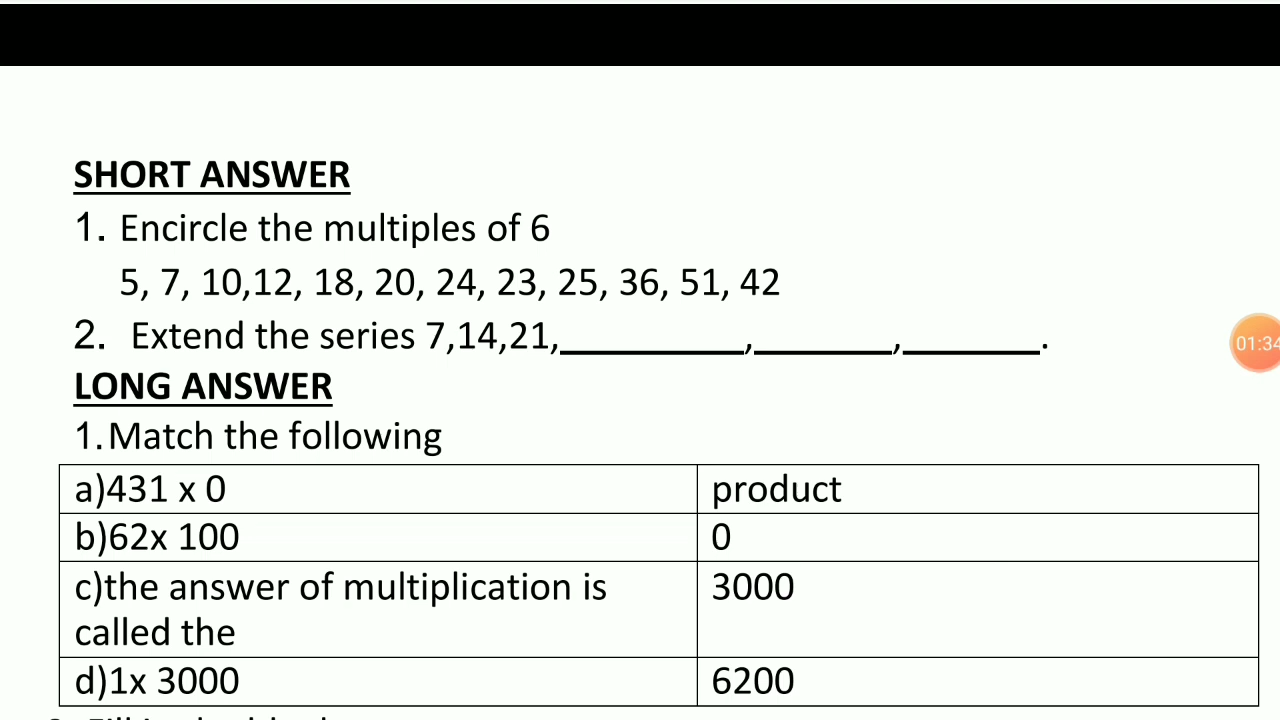 SHORT ANSWER
1. Encircle the multiples of 6
5, 7, 10,12, 18, 20, 24, 23, 25, 36, 51, 42
2. Extend the series 7,14,21,_________,_______,_______.
01:34
LONG ANSWER
1.Match the following
a)431 x 0 product
b)62x 100 0
c)the answer of multiplication is 3000
called the
d)1x 3000 6200